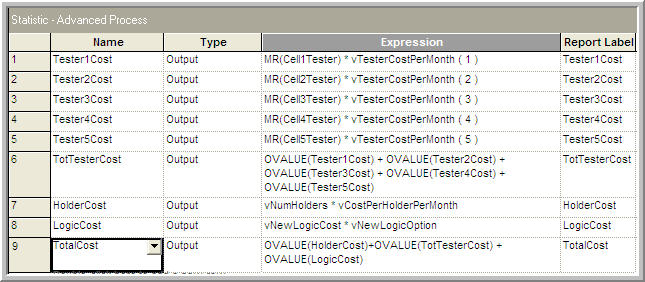 Statistic - Advanced Process
Name Type Expression Report Label
1 Tester1Cost Output MR(Cell1Tester) * vTesterCostPerMonth ( 1 ) Tester1Cost
2 Tester2Cost Output MR(Cell2Tester) * vTesterCostPerMonth ( 2 ) Tester2Cost
3 Tester3Cost Output MR(Cell3Tester) * vTesterCostPerMonth ( 3 ) Tester3Cost
4 Tester4Cost Output MR(Cell4Tester) * vTesterCostPerMonth ( 4 ) Tester4Cost
5 Tester5Cost Output MR(Cell5Tester) * vTesterCostPerMonth ( 5 ) Tester5Cost
6 TotTesterCost Output OVALUE(Tester1Cost) + OVALUE(Tester2Cost) + TotTesterCost
OVALUE(Tester3Cost) + OVALUE(Tester4Cost) +
OVALUE(Tester5Cost)
7 HolderCost Output vNumHolders * vCostPerHolderPerMonth HolderCost
8 LogicCost Output vNewLogicCost * vNewLogicOption LogicCost
9 TotalCost Output OVALUE(HolderCost)+OVALUE(TotTesterCost) + TotalCost
OVALUE(LogicCost)